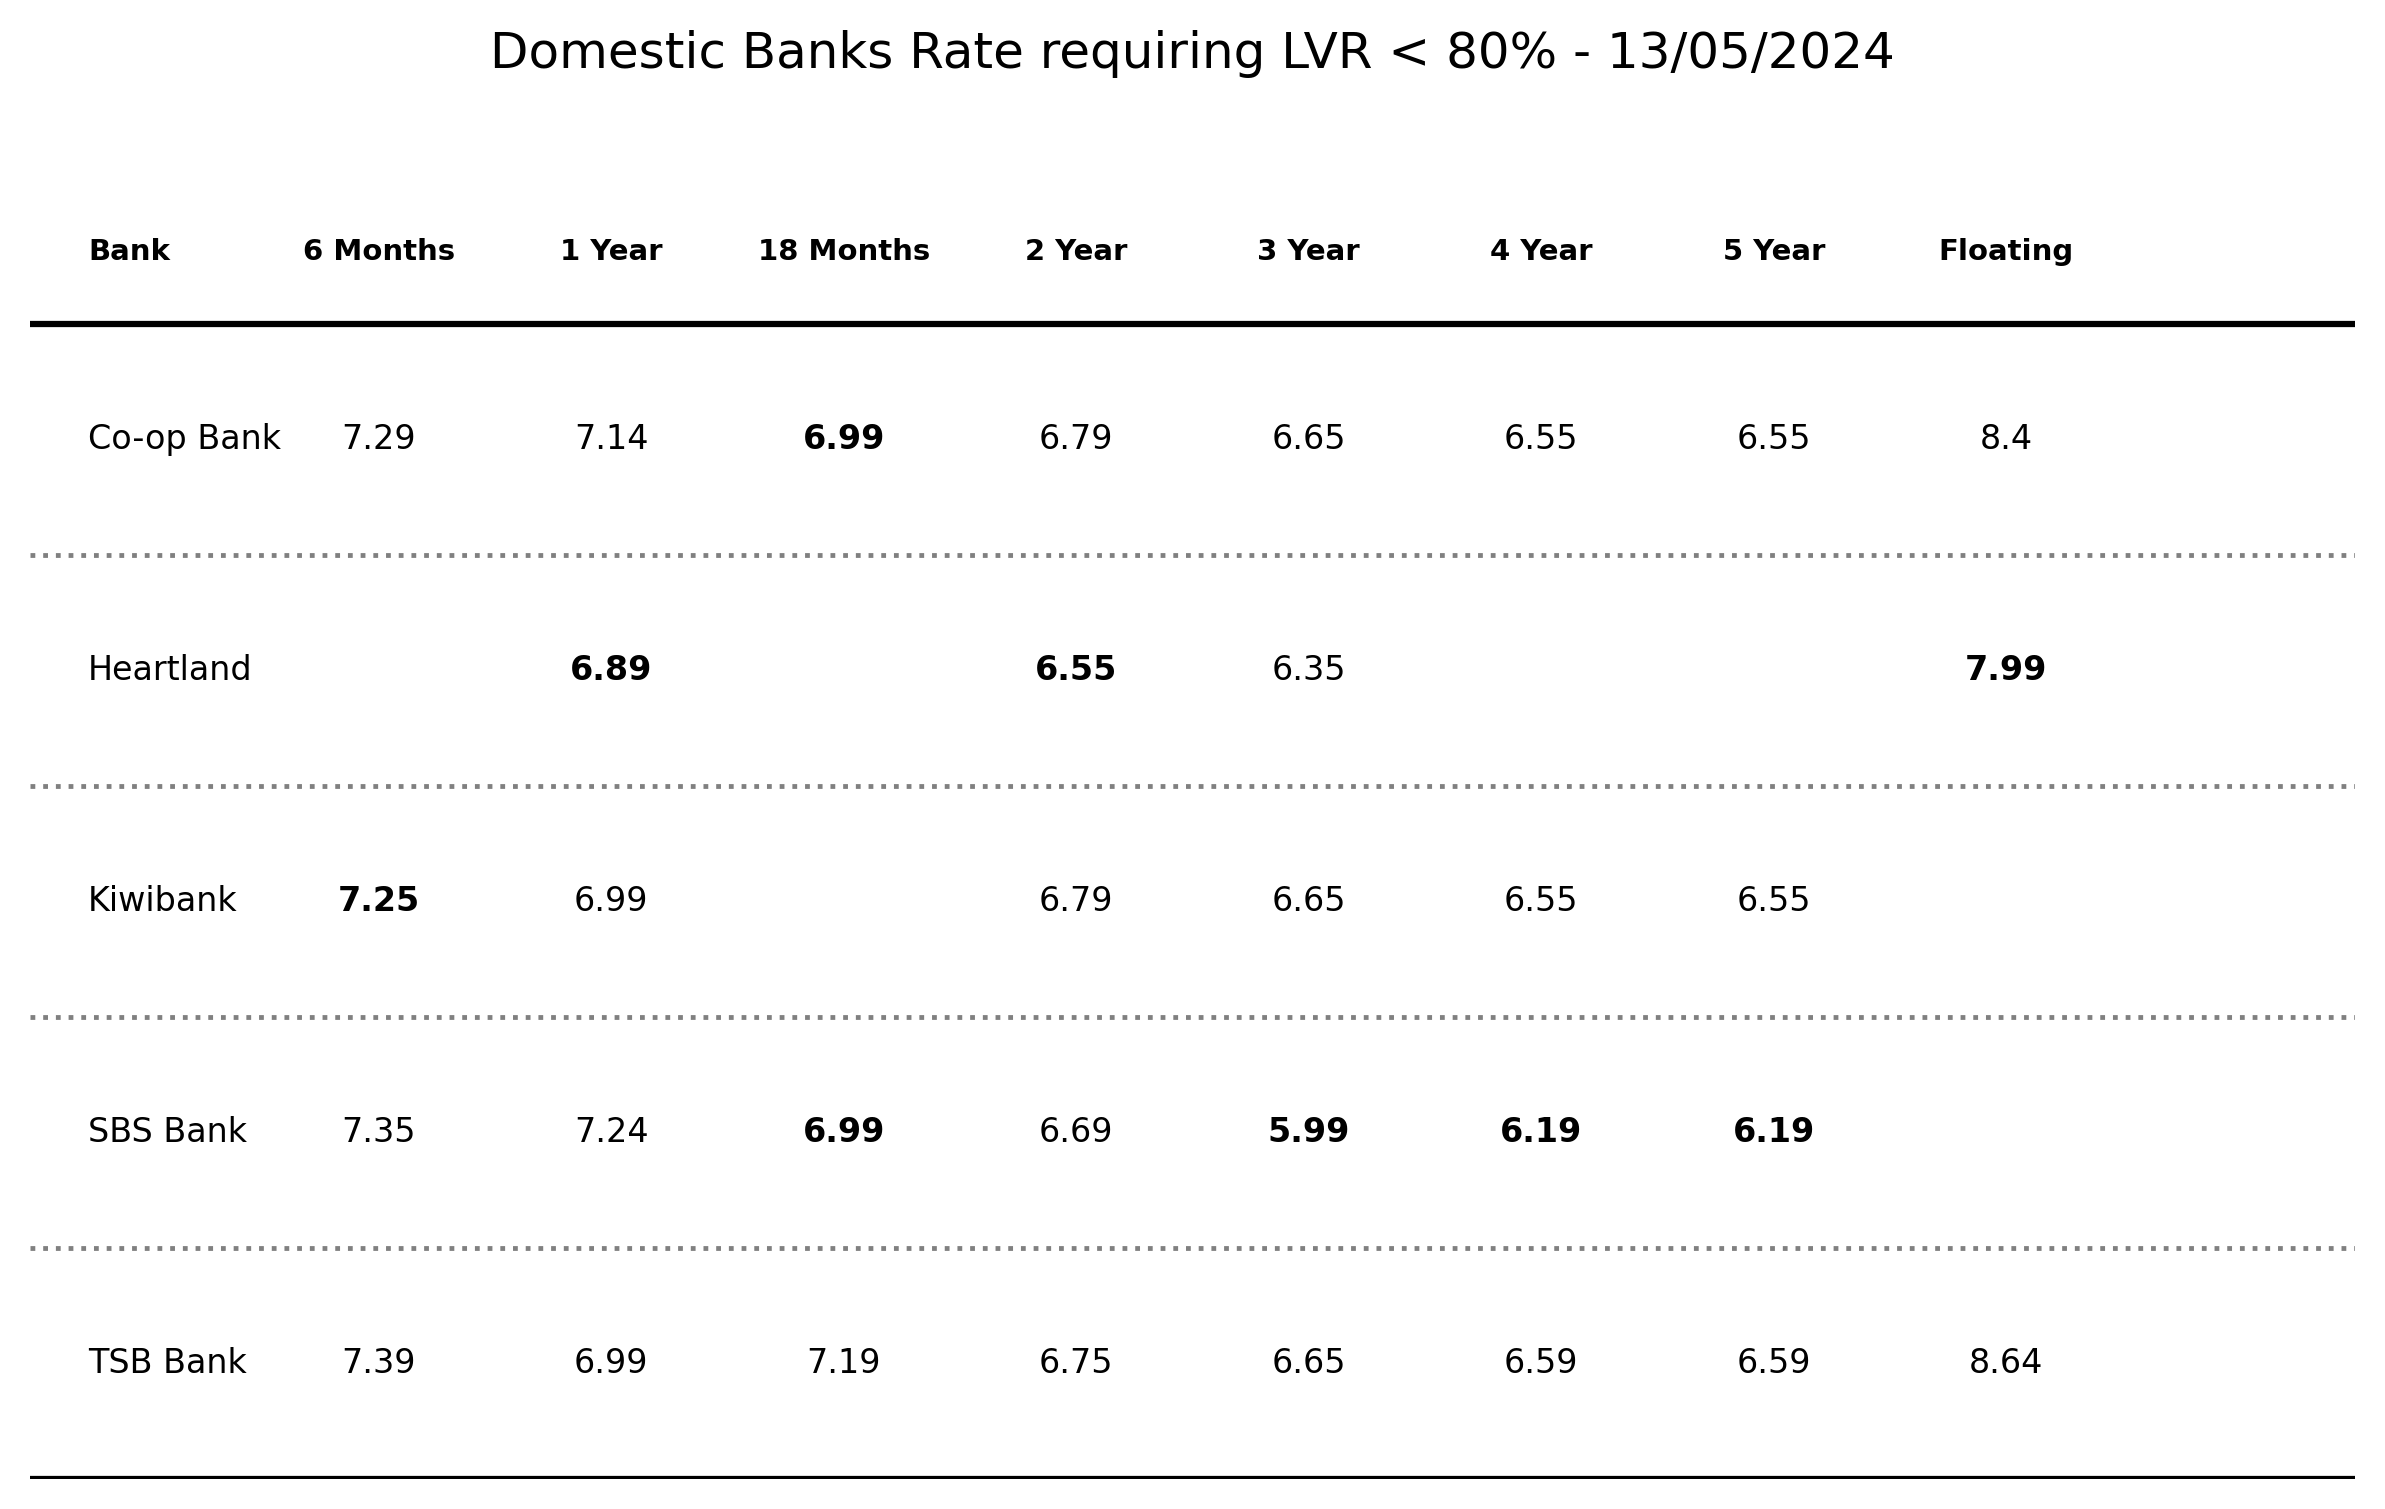 Domestic Banks Rate requiring LVR < 80% - 13/05/2024
Bank 6 Months 1 Year 18 Months 2 Year 3 Year 4 Year 5 Year Floating
Co-op Bank 7.29 7.14 6.99 6.79 6.65 6.55 6.55 8.4
Heartland 6.89 6.55 6.35 7.99
Kiwibank 7.25 6.99 6.79 6.65 6.55 6.55
SBS Bank 7.35 7.24 6.99 6.69 5.99 6.19 6.19
TSB Bank 7.39 6.99 7.19 6.75 6.65 6.59 6.59 8.64